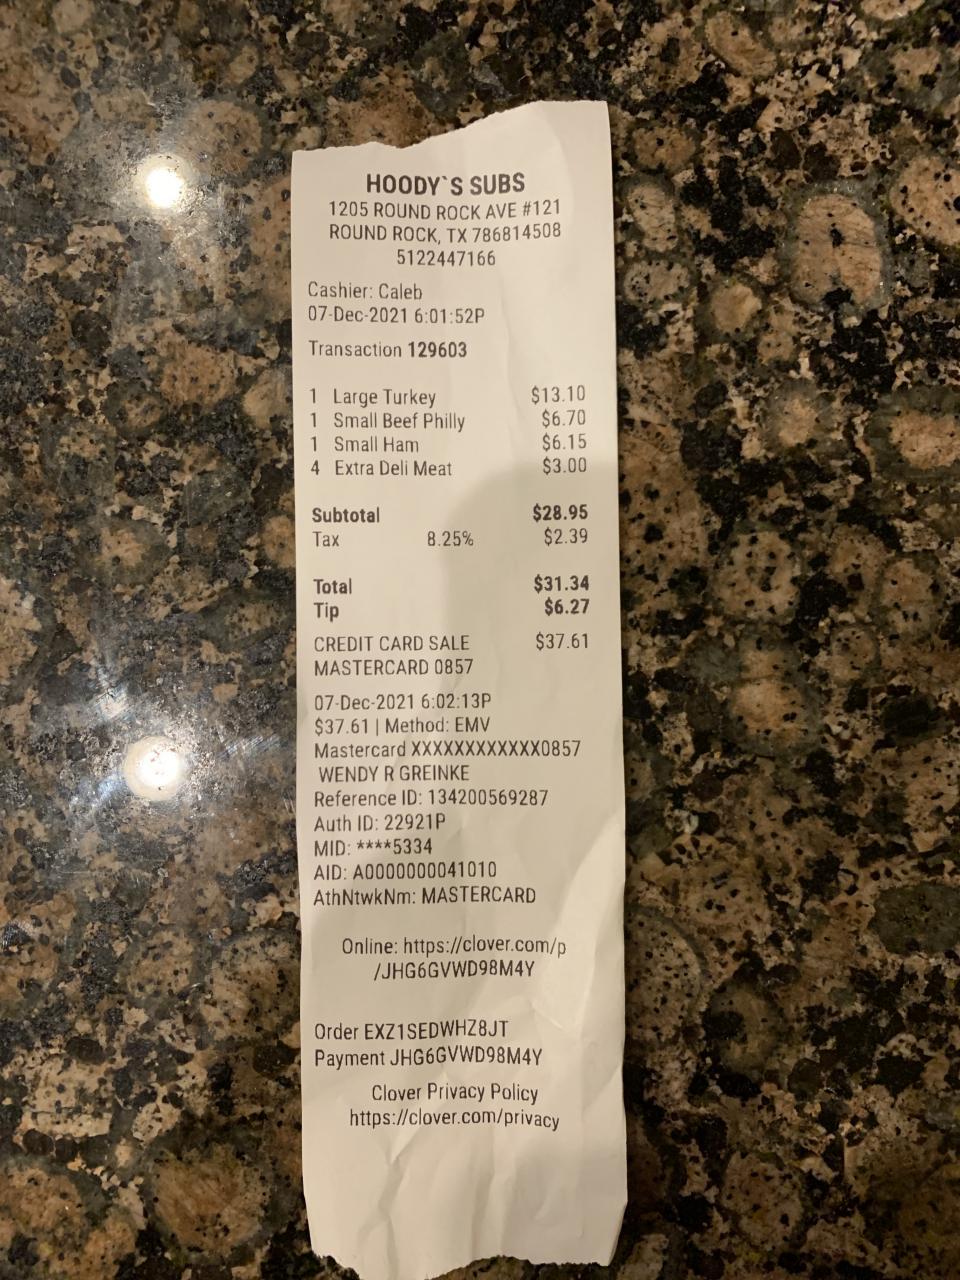 HOODY`S SUBS
1205 ROUND ROCK AVE #121
ROUND ROCK, TX 786814508
5122447166
Cashier: Caleb
07-Dec-2021 6:01:52P
Transaction 129603
1 Large Turkey $13.10
1 Small Beef Philly $6.70
1 Small Ham $6.15
4 Extra Deli Meat $3.00
Subtotal $28.95
Tax 8.25% $2.39
Total $31.34
Tip $6.27
CREDIT CARD SALE $37.61
MASTERCARD 0857
07-Dec-2021 6:02:13P
$37.61 | Method: EMV
Mastercard XXXXXXXXXXXX0857
WENDY R GREINKE
Reference ID: 134200569287
Auth ID: 22921P
MID: ****5334
AID: A0000000041010
AthNtwkNm: MASTERCARD
Online: https://clover.com/p
/JHG6GVWD98M4Y
Order EXZ1SEDWHZ8JT
Payment JHG6GVWD98M4Y
Clover Privacy Policy
https://clover.com/privacy